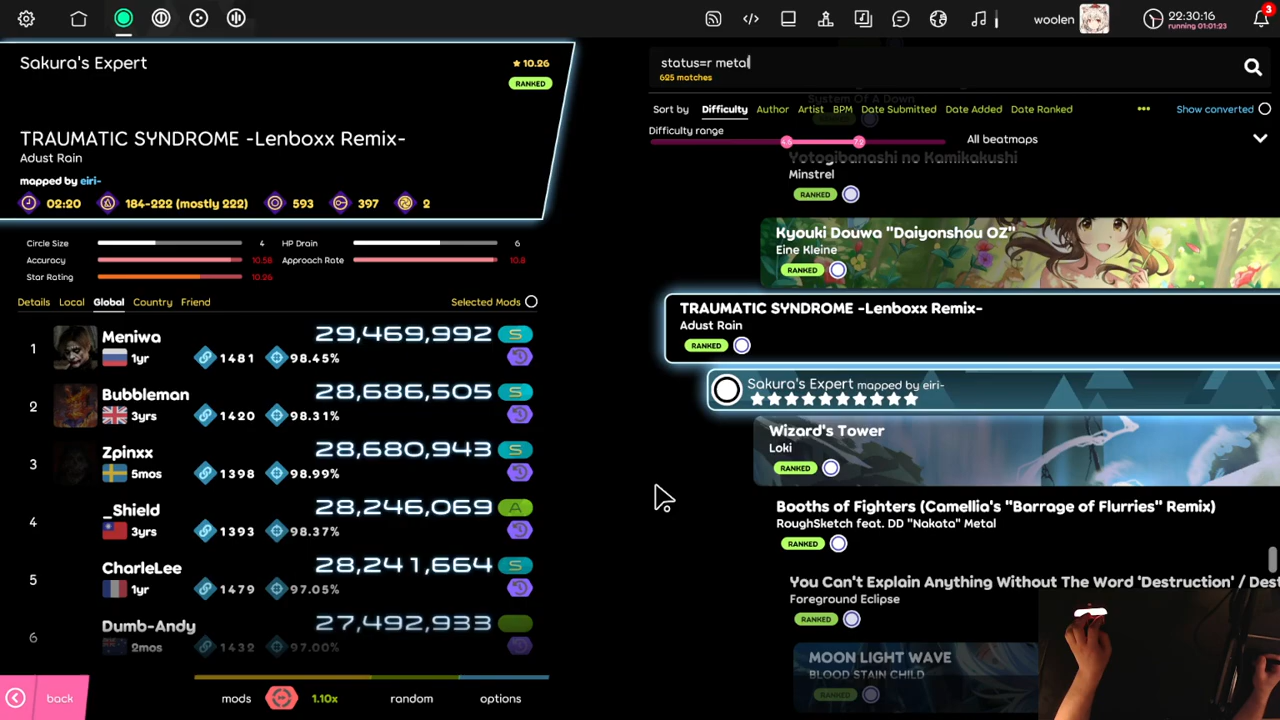 woolen
22:30:16
running 01:01:23
3
Sakura's Expert
10.26
RANKED
TRAUMATIC SYNDROME -Lenboxx Remix-
Adust Rain
mapped by eiri-
02:20
184-222 (mostly 222)
593
397
2
Circle Size
4
HP Drain
6
Accuracy
10.58
Approach Rate
10.8
Star Rating
10.26
Details
Local
Global
Country
Friend
Selected Mods
1
Meniwa
1yr
1481
98.45%
29,469,992
S
2
Bubbleman
3yrs
1420
98.31%
28,686,505
S
3
Zpinxx
5mos
1398
98.99%
28,680,943
S
4
_Shield
3yrs
1393
98.37%
28,246,069
A
5
CharleLee
1yr
1479
97.05%
28,241,664
S
6
Dumb-Andy
2mos
1432
97.00%
27,492,933
back
mods
1.10x
random
options
status=r metal
625 matches
Sort by
Difficulty
Author
Artist
BPM
Date Submitted
Date Added
Date Ranked
Show converted
Difficulty range
All beatmaps
System Of A Down
Yotogibanashi no Kamikakushi
Minstrel
RANKED
Kyouki Douwa "Daiyonshou OZ"
Eine Kleine
RANKED
TRAUMATIC SYNDROME -Lenboxx Remix-
Adust Rain
RANKED
Sakura's Expert mapped by eiri-
Wizard's Tower
Loki
RANKED
Booths of Fighters (Camellia's "Barrage of Flurries" Remix)
RoughSketch feat. DD "Nakata" Metal
RANKED
You Can't Explain Anything Without The Word 'Destruction' / Dest
Foreground Eclipse
RANKED
MOON LIGHT WAVE
BLOOD STAIN CHILD
RANKED